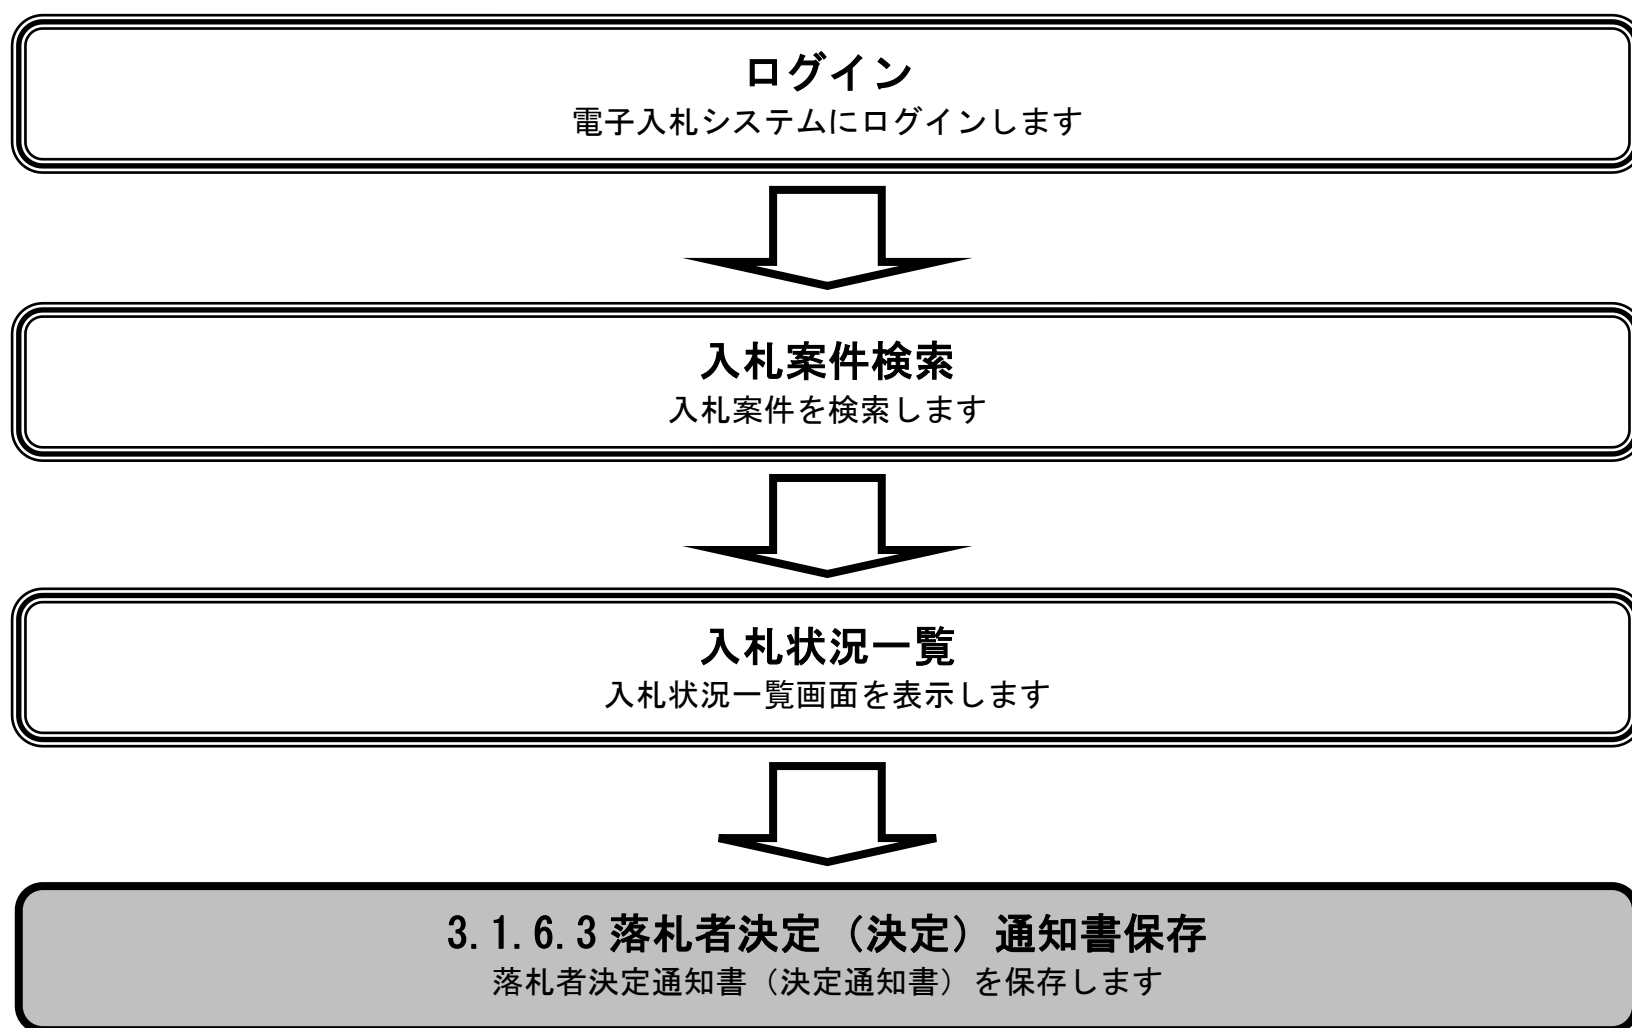 ログイン
電子入札システムにログインします
入札案件検索
入札案件を検索します
入札状況一覧
入札状況一覧画面を表示します
3.1.6.3 落札者決定（決定）通知書保存
落札者決定通知書（決定通知書）を保存します